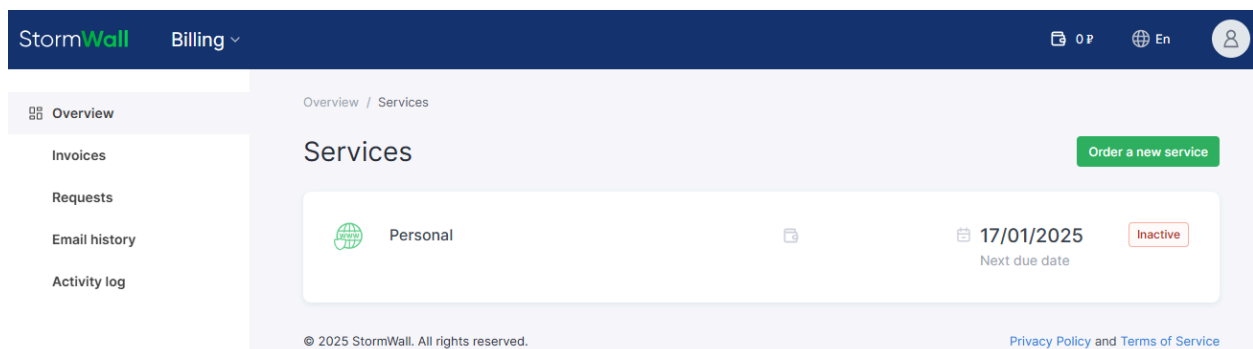 StormWall Billing 0 ₽ En
Overview
Invoices
Requests
Email history
Activity log
Overview / Services
Services
Order a new service
www
Personal
17/01/2025
Next due date
Inactive
© 2025 StormWall. All rights reserved.
Privacy Policy and Terms of Service